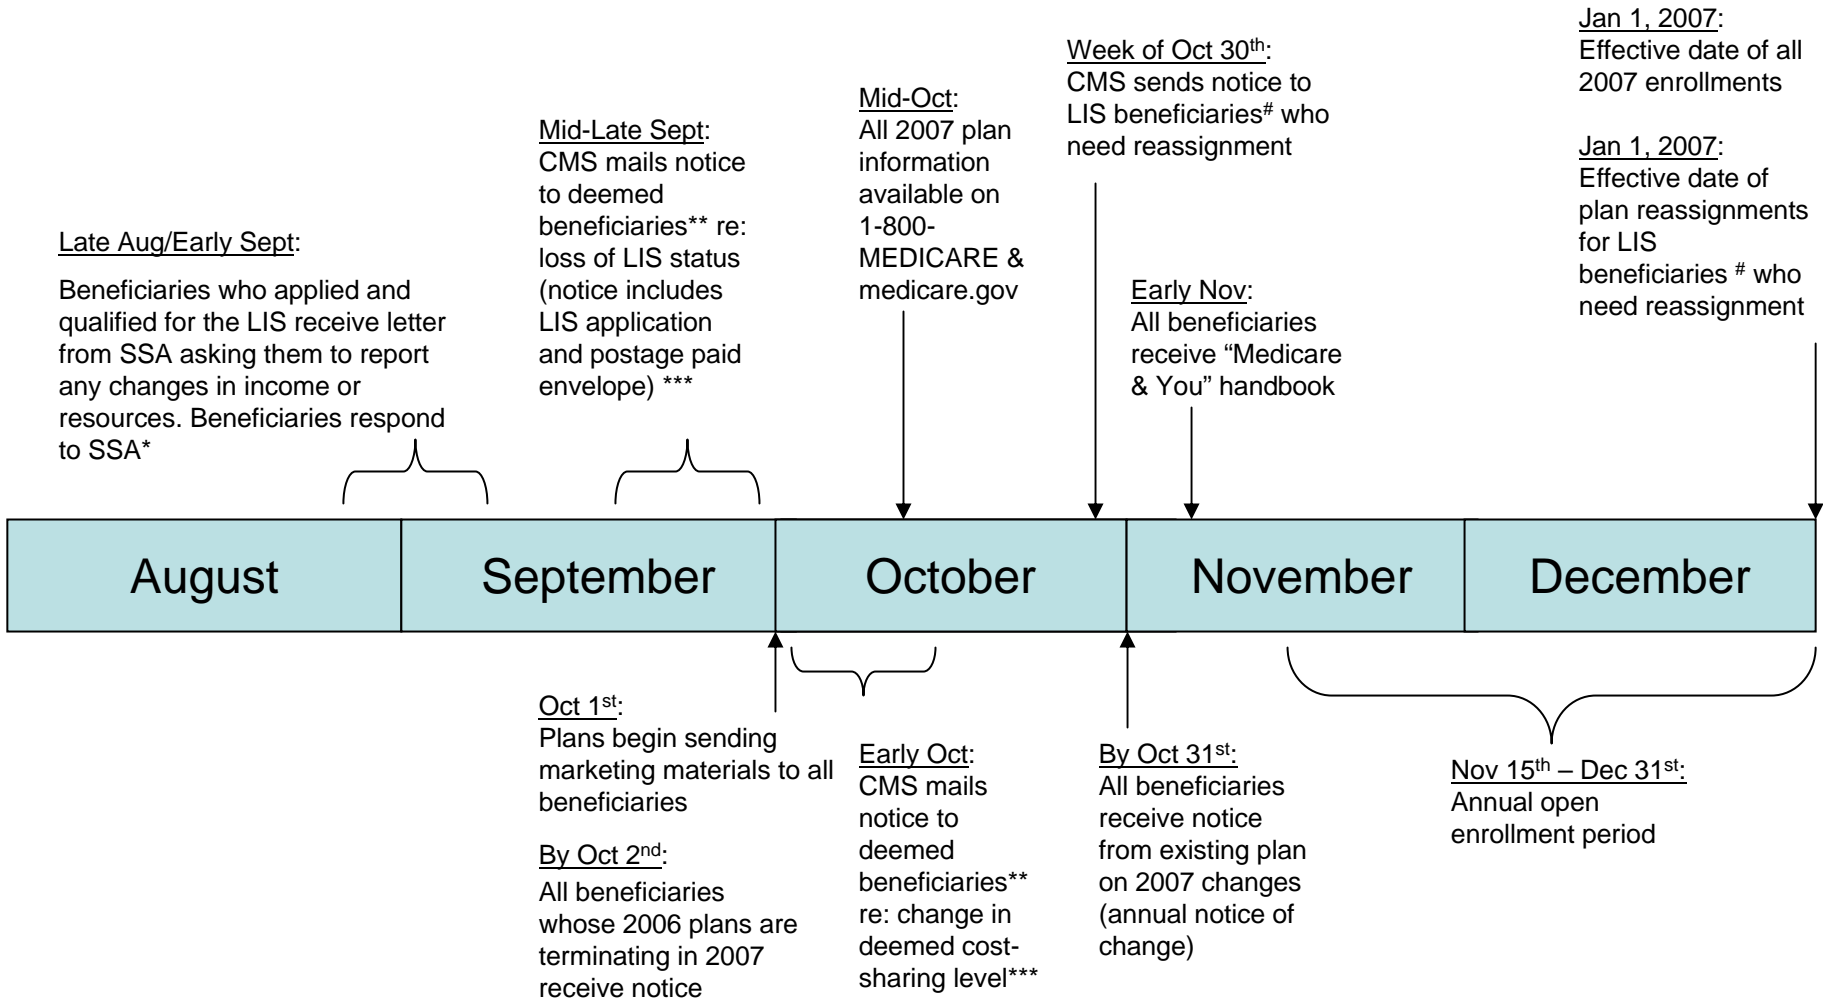 Late Aug/Early Sept:
Beneficiaries who applied and
qualified for the LIS receive letter
from SSA asking them to report
any changes in income or
resources. Beneficiaries respond
to SSA*
Mid-Late Sept:
CMS mails notice
to deemed
beneficiaries** re:
loss of LIS status
(notice includes
LIS application
and postage paid
envelope) ***
Mid-Oct:
All 2007 plan
information
available on
1-800-
MEDICARE &
medicare.gov
Week of Oct 30th:
CMS sends notice to
LIS beneficiaries# who
need reassignment
Early Nov:
All beneficiaries
receive “Medicare
& You” handbook
Jan 1, 2007:
Effective date of all
2007 enrollments
Jan 1, 2007:
Effective date of
plan reassignments
for LIS
beneficiaries # who
need reassignment
August
September
October
November
December
Oct 1st:
Plans begin sending
marketing materials to all
beneficiaries
By Oct 2nd:
All beneficiaries
whose 2006 plans are
terminating in 2007
receive notice
Early Oct:
CMS mails
notice to
deemed
beneficiaries**
re: change in
deemed cost-
sharing level***
By Oct 31st:
All beneficiaries
receive notice
from existing plan
on 2007 changes
(annual notice of
change)
Nov 15th – Dec 31st:
Annual open
enrollment period